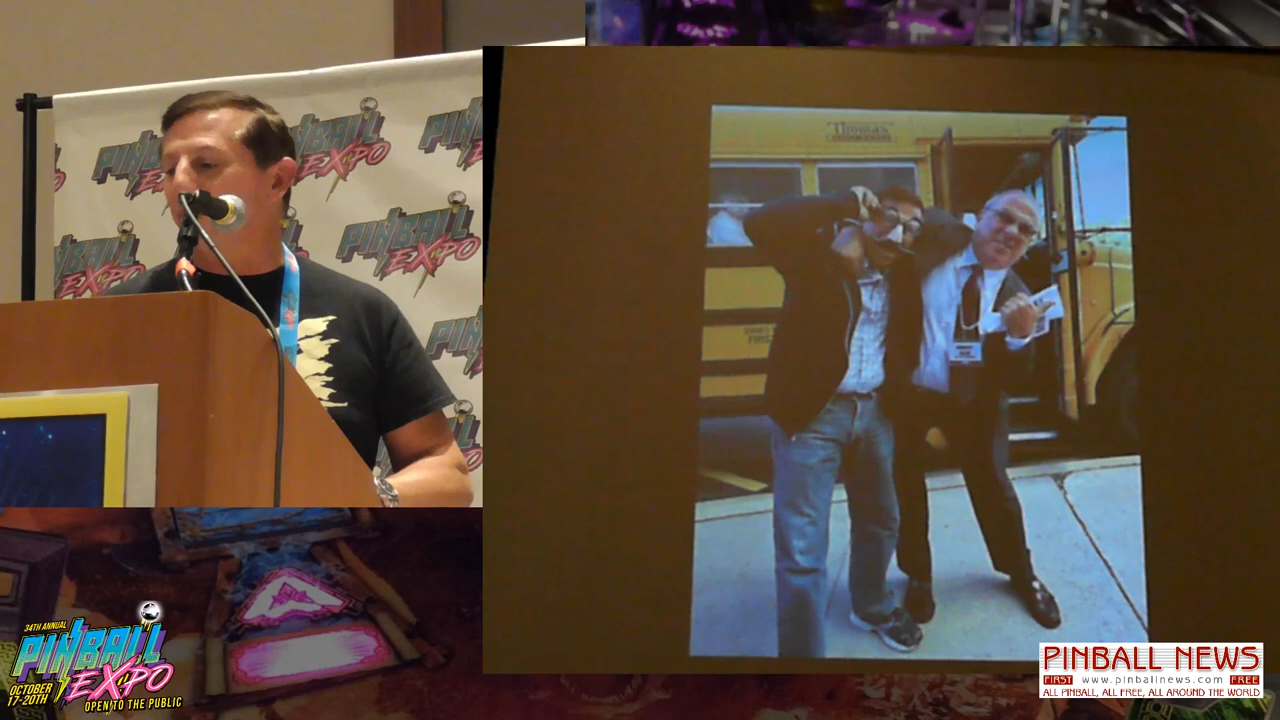 PINBALL
EXPO
PINBALL
EXPO
PINBALL
EXPO
Thomas
34TH ANNUAL
PINBALL
EXPO
OCTOBER
17-20TH
OPEN TO THE PUBLIC
PINBALL NEWS
FIRST www.pinballnews.com FREE
ALL PINBALL, ALL FREE, ALL AROUND THE WORLD